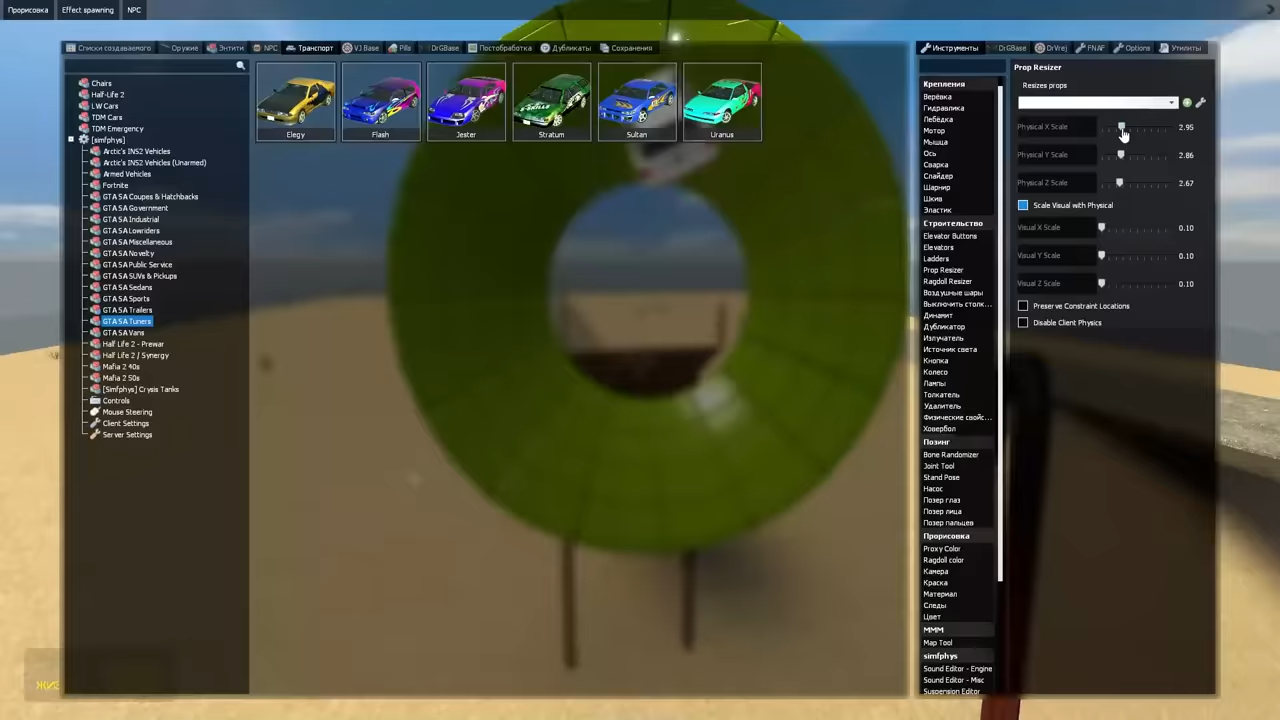 Прорисовка Effect spawning NPC
Списки создаваемого Оружие Энтити NPC Транспорт VJ Base Pills DrGBase Постобработка Дубликаты Сохранения
Chairs
Half-Life 2
LW Cars
TDM Cars
TDM Emergency
[simfphys]
Arctic's INS2 Vehicles
Arctic's INS2 Vehicles (Unarmed)
Armed Vehicles
Fortnite
GTA SA Coupes & Hatchbacks
GTA SA Government
GTA SA Industrial
GTA SA Lowriders
GTA SA Miscellaneous
GTA SA Novelty
GTA SA Public Service
GTA SA SUVs & Pickups
GTA SA Sedans
GTA SA Sports
GTA SA Trailers
GTA SA Tuners
GTA SA Vans
Half Life 2 - Prewar
Half Life 2 / Synergy
Mafia 2 40s
Mafia 2 50s
[Simfphys] Crysis Tanks
Controls
Mouse Steering
Client Settings
Server Settings
Elegy Flash Jester Stratum Sultan Uranus
Инструменты DrGBase DrVrej FNAF Options Утилиты
Крепления
Верёвка
Гидравлика
Лебёдка
Мотор
Мышца
Ось
Сварка
Слайдер
Шарнир
Шкив
Эластик
Строительство
Elevator Buttons
Elevators
Ladders
Prop Resizer
Ragdoll Resizer
Воздушные шары
Выключить столк...
Динамит
Дубликатор
Излучатель
Источник света
Кнопка
Колесо
Лампы
Толкатель
Удалитель
Физические свойс...
Ховербол
Позинг
Bone Randomizer
Joint Tool
Stand Pose
Насос
Позер глаз
Позер лица
Позер пальцев
Прорисовка
Proxy Color
Ragdoll color
Камера
Краска
Материал
Следы
Цвет
МММ
Map Tool
simfphys
Sound Editor - Engine
Sound Editor - Misc
Suspension Editor
Prop Resizer
Resizes props
Physical X Scale 2.95
Physical Y Scale 2.86
Physical Z Scale 2.67
Scale Visual with Physical
Visual X Scale 0.10
Visual Y Scale 0.10
Visual Z Scale 0.10
Preserve Constraint Locations
Disable Client Physics